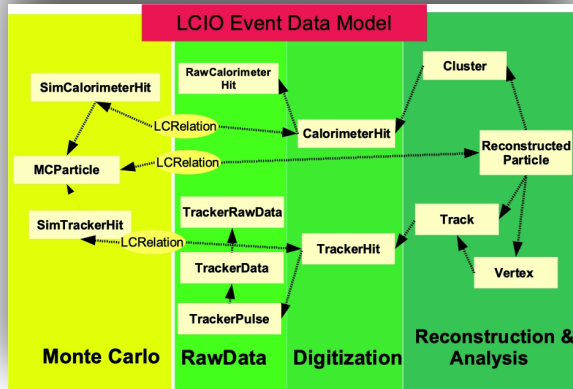 LCIO Event Data Model
SimCalorimeterHit
RawCalorimeter
Hit
Cluster
LCRelation
CalorimeterHit
MCParticle
LCRelation
Reconstructed
Particle
SimTrackerHit
LCRelation
TrackerRawData
TrackerData
TrackerPulse
TrackerHit
Track
Vertex
Monte Carlo
RawData
Digitization
Reconstruction &
Analysis